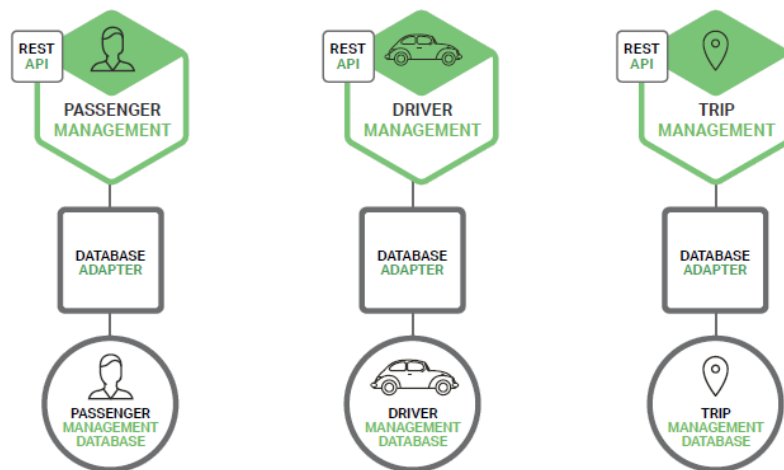 REST
API
PASSENGER
MANAGEMENT
DATABASE
ADAPTER
PASSENGER
MANAGEMENT
DATABASE
REST
API
DRIVER
MANAGEMENT
DATABASE
ADAPTER
DRIVER
MANAGEMENT
DATABASE
REST
API
TRIP
MANAGEMENT
DATABASE
ADAPTER
TRIP
MANAGEMENT
DATABASE